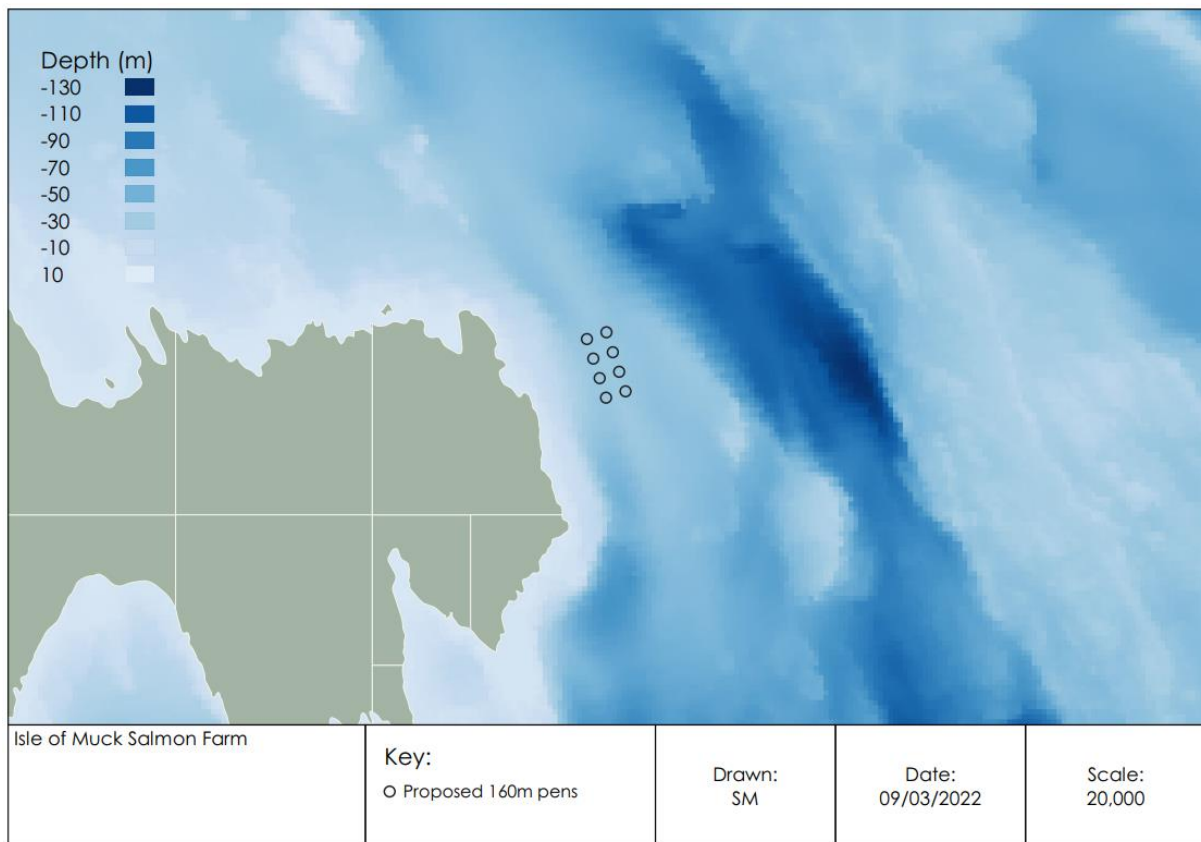 Depth (m)
-130
-110
-90
-70
-50
-30
-10
10
Isle of Muck Salmon Farm
Key:
Proposed 160m pens
Drawn:
SM
Date:
09/03/2022
Scale:
20,000